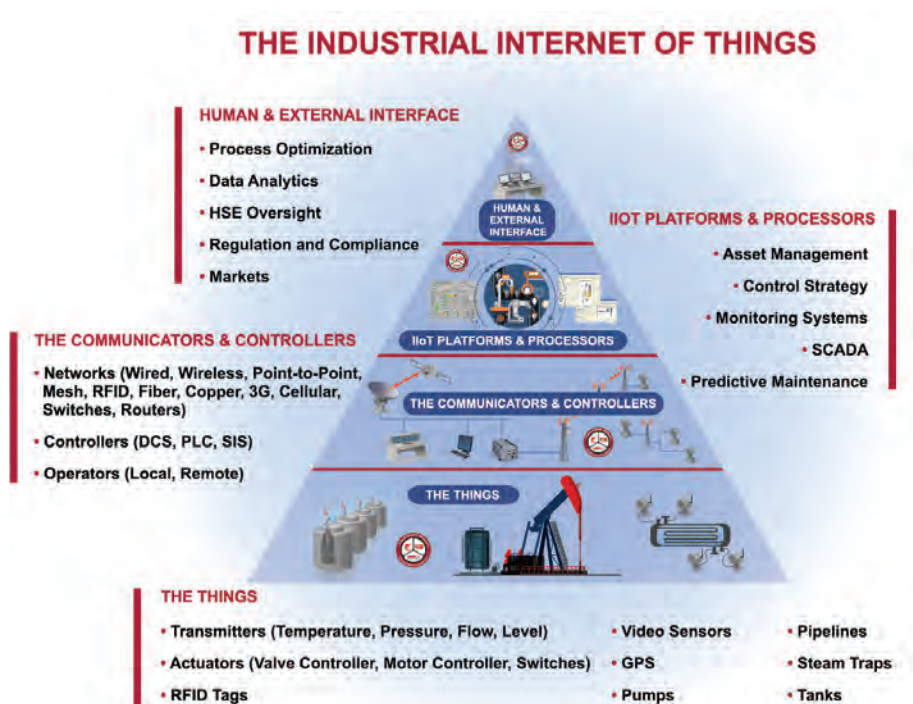 THE INDUSTRIAL INTERNET OF THINGS
HUMAN & EXTERNAL INTERFACE
• Process Optimization
• Data Analytics
• HSE Oversight
• Regulation and Compliance
• Markets
HUMAN &
EXTERNAL
INTERFACE
IIOT PLATFORMS & PROCESSORS
• Asset Management
• Control Strategy
• Monitoring Systems
• SCADA
• Predictive Maintenance
IIoT PLATFORMS & PROCESSORS
THE COMMUNICATORS & CONTROLLERS
• Networks (Wired, Wireless, Point-to-Point,
Mesh, RFID, Fiber, Copper, 3G, Cellular,
Switches, Routers)
• Controllers (DCS, PLC, SIS)
• Operators (Local, Remote)
THE COMMUNICATORS & CONTROLLERS
THE THINGS
THE THINGS
• Transmitters (Temperature, Pressure, Flow, Level)
• Actuators (Valve Controller, Motor Controller, Switches)
• RFID Tags
• Video Sensors
• GPS
• Pumps
• Pipelines
• Steam Traps
• Tanks